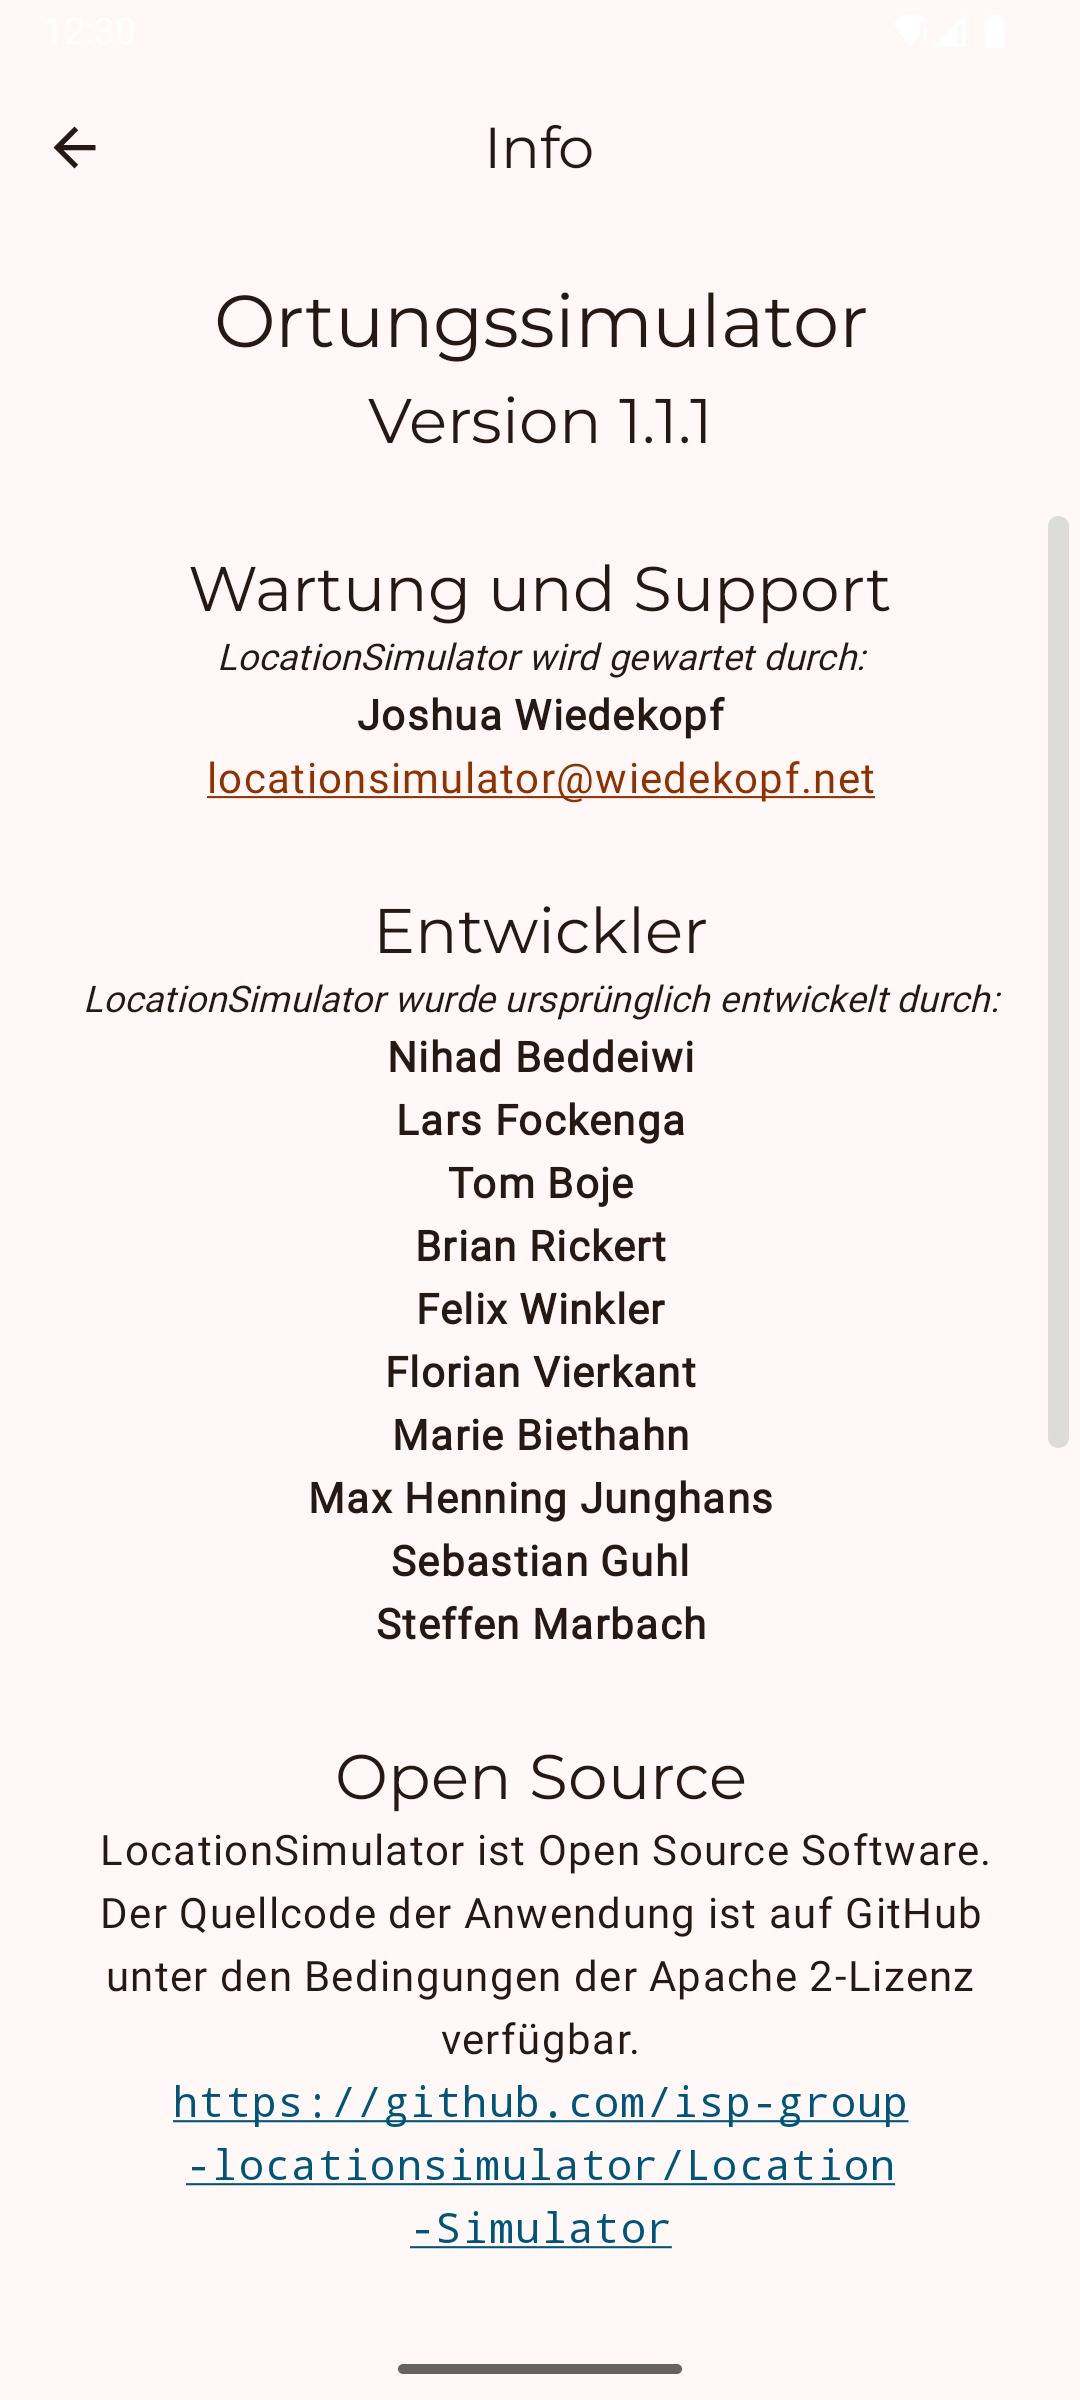 12:30
Info
Ortungssimulator
Version 1.1.1
Wartung und Support
LocationSimulator wird gewartet durch:
Joshua Wiedekopf
locationsimulator@wiedekopf.net
Entwickler
LocationSimulator wurde ursprünglich entwickelt durch:
Nihad Beddeiwi
Lars Fockenga
Tom Boje
Brian Rickert
Felix Winkler
Florian Vierkant
Marie Biethahn
Max Henning Junghans
Sebastian Guhl
Steffen Marbach
Open Source
LocationSimulator ist Open Source Software.
Der Quellcode der Anwendung ist auf GitHub
unter den Bedingungen der Apache 2-Lizenz
verfügbar.
https://github.com/isp-group
-locationsimulator/Location
-Simulator